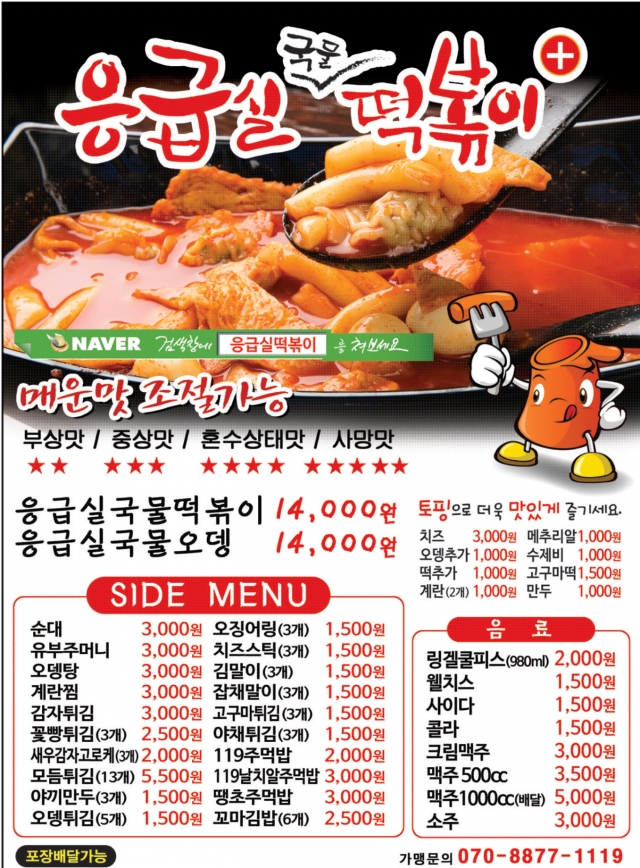 응급실 국물 떡볶이
NAVER 검색창에 응급실떡볶이 를 쳐보세요
매운맛 조절가능
부상맛 / 중상맛 / 혼수상태맛 / 사망맛
★★ ★★★ ★★★★ ★★★★★
응급실국물떡볶이 14,000원
응급실국물오뎅 14,000원
토핑으로 더욱 맛있게 즐기세요.
치즈 3,000원 메추리알 1,000원
오뎅추가 1,000원 수제비 1,000원
떡추가 1,000원 고구마떡 1,500원
계란(2개) 1,000원 만두 1,000원
SIDE MENU
순대 3,000원 오징어링(3개) 1,500원
유부주머니 3,000원 치즈스틱(3개) 1,500원
오뎅탕 3,000원 김말이(3개) 1,500원
계란찜 3,000원 잡채말이(3개) 1,500원
감자튀김 3,000원 고구마튀김(3개) 1,500원
꽃빵튀김(3개) 2,500원 야채튀김(3개) 1,500원
새우감자고로케(3개) 2,500원 119주먹밥 2,000원
모듬튀김(13개) 5,500원 119날치알주먹밥 3,000원
야끼만두(3개) 1,500원 땡초주먹밥 3,000원
오뎅튀김(5개) 1,500원 꼬마김밥(6개) 2,500원
음료
링겔쿨피스(980ml) 2,000원
웰치스 1,500원
사이다 1,500원
콜라 1,500원
크림맥주 3,000원
맥주 500cc 3,500원
맥주1000cc(배달) 5,000원
소주 3,000원
포장배달가능
가맹문의 070-8877-1119